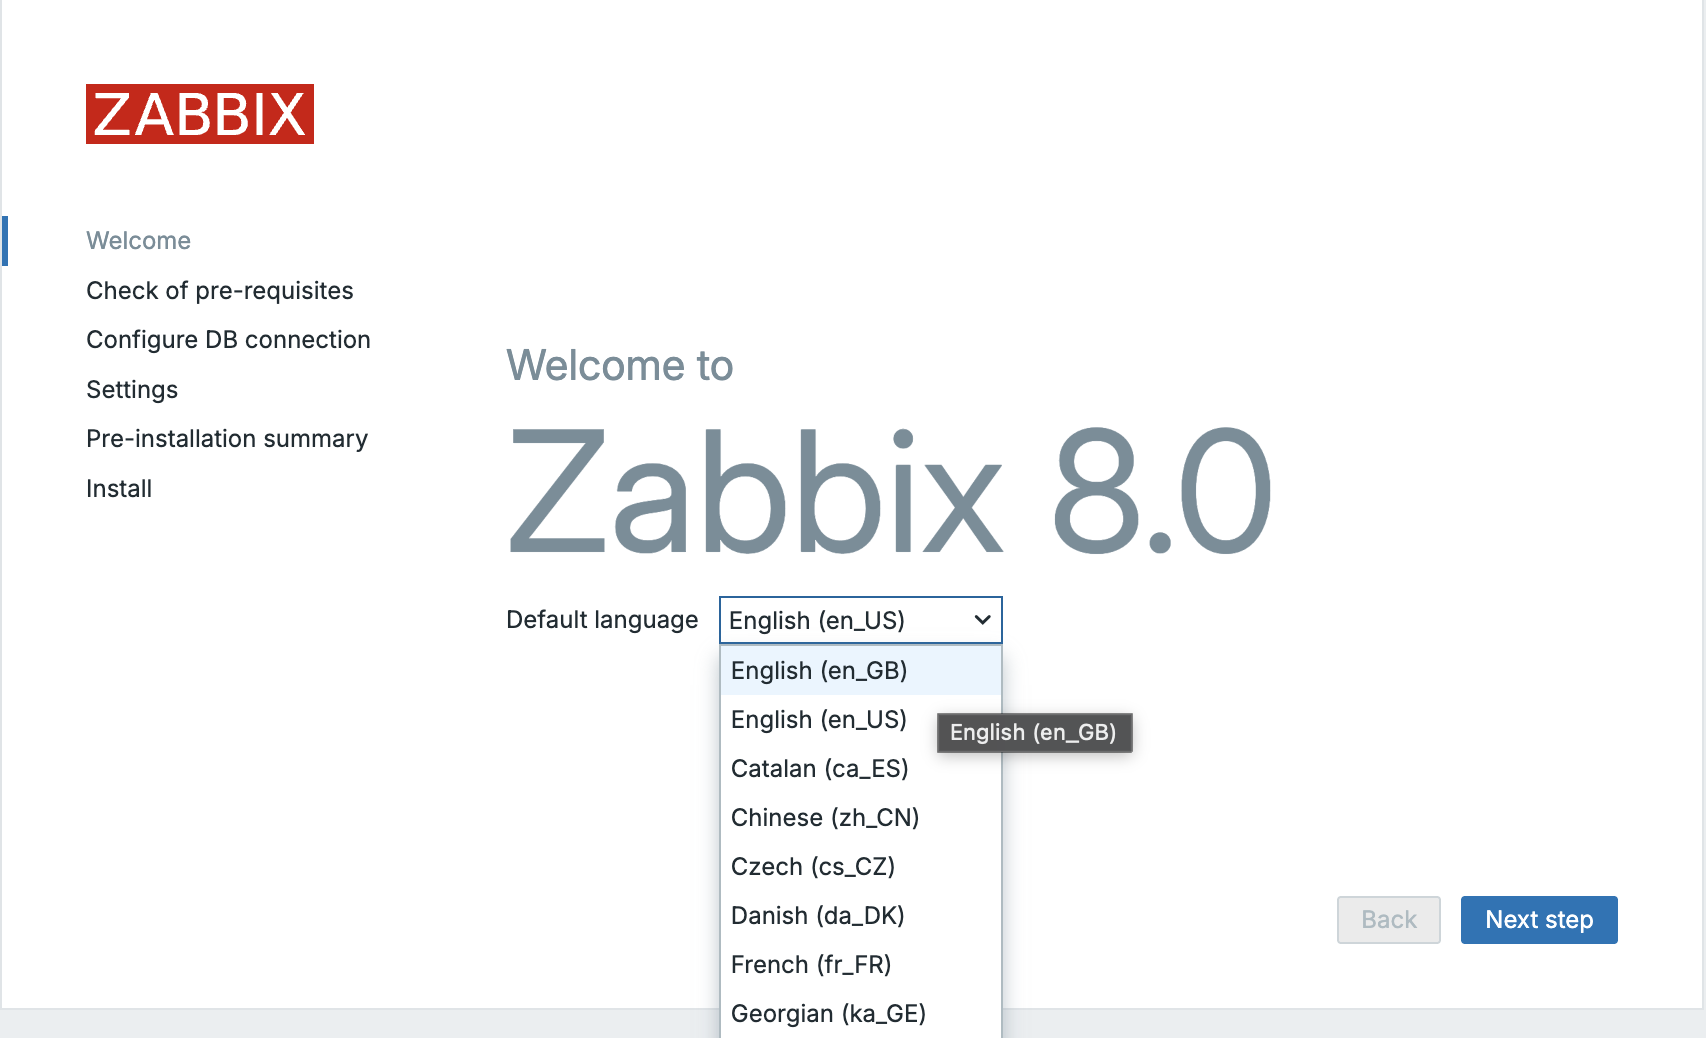 ZABBIX
Welcome
Check of pre-requisites
Configure DB connection
Settings
Pre-installation summary
Install
Welcome to
Zabbix 8.0
Default language English (en_US)
English (en_GB)
English (en_US)
English (en_GB)
Catalan (ca_ES)
Chinese (zh_CN)
Czech (cs_CZ)
Danish (da_DK)
French (fr_FR)
Georgian (ka_GE)
Back Next step